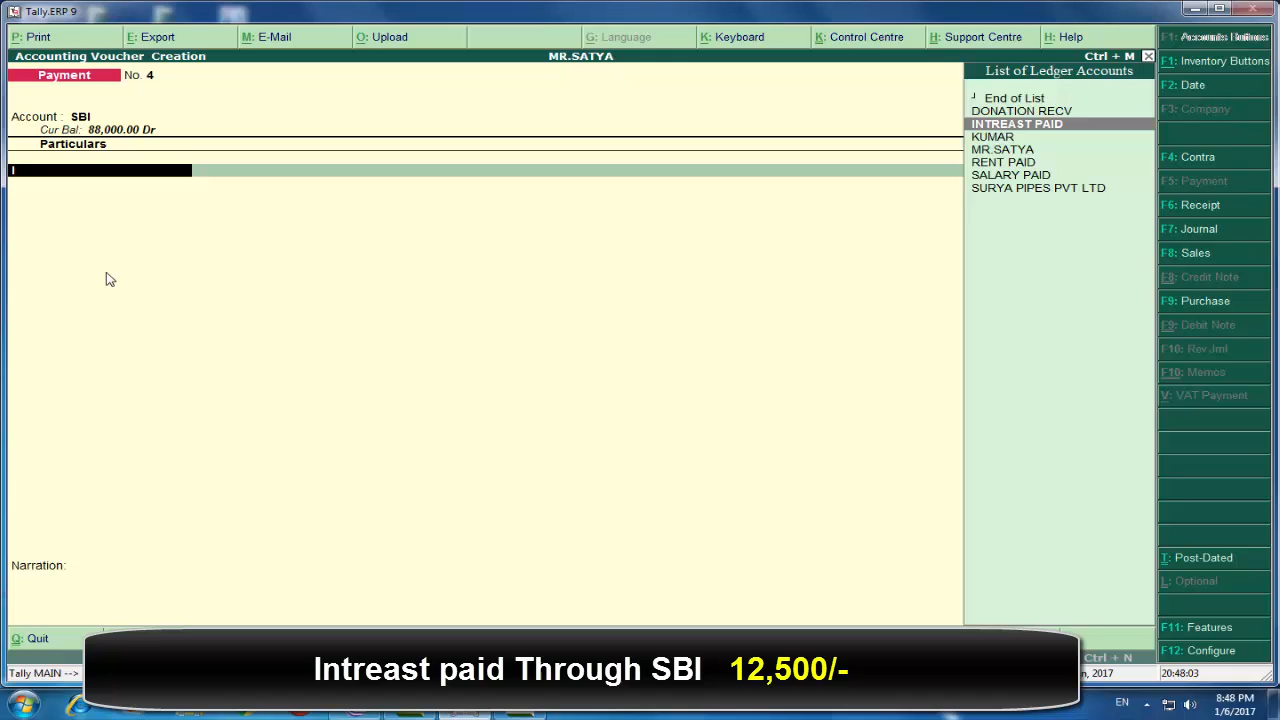 Tally.ERP 9
P: Print
E: Export
M: E-Mail
O: Upload
G: Language
K: Keyboard
K: Control Centre
H: Support Centre
H: Help
Accounting Voucher Creation
MR.SATYA
Ctrl + M
Payment No. 4
Account : SBI
Cur Bal: 88,000.00 Dr
Particulars
I
Narration:
List of Ledger Accounts
End of List
DONATION RECV
INTREAST PAID
KUMAR
MR.SATYA
RENT PAID
SALARY PAID
SURYA PIPES PVT LTD
F1: Accounts Buttons
F1: Inventory Buttons
F2: Date
F3: Company
F4: Contra
F5: Payment
F6: Receipt
F7: Journal
F8: Sales
F8: Credit Note
F9: Purchase
F9: Debit Note
F10: Rev Jrnl
F10: Memos
V: VAT Payment
T: Post-Dated
L: Optional
F11: Features
F12: Configure
Q: Quit
Intreast paid Through SBI 12,500/-
Ctrl + N
Tally MAIN -->
, 2017
20:48:03
EN
8:48 PM
1/6/2017